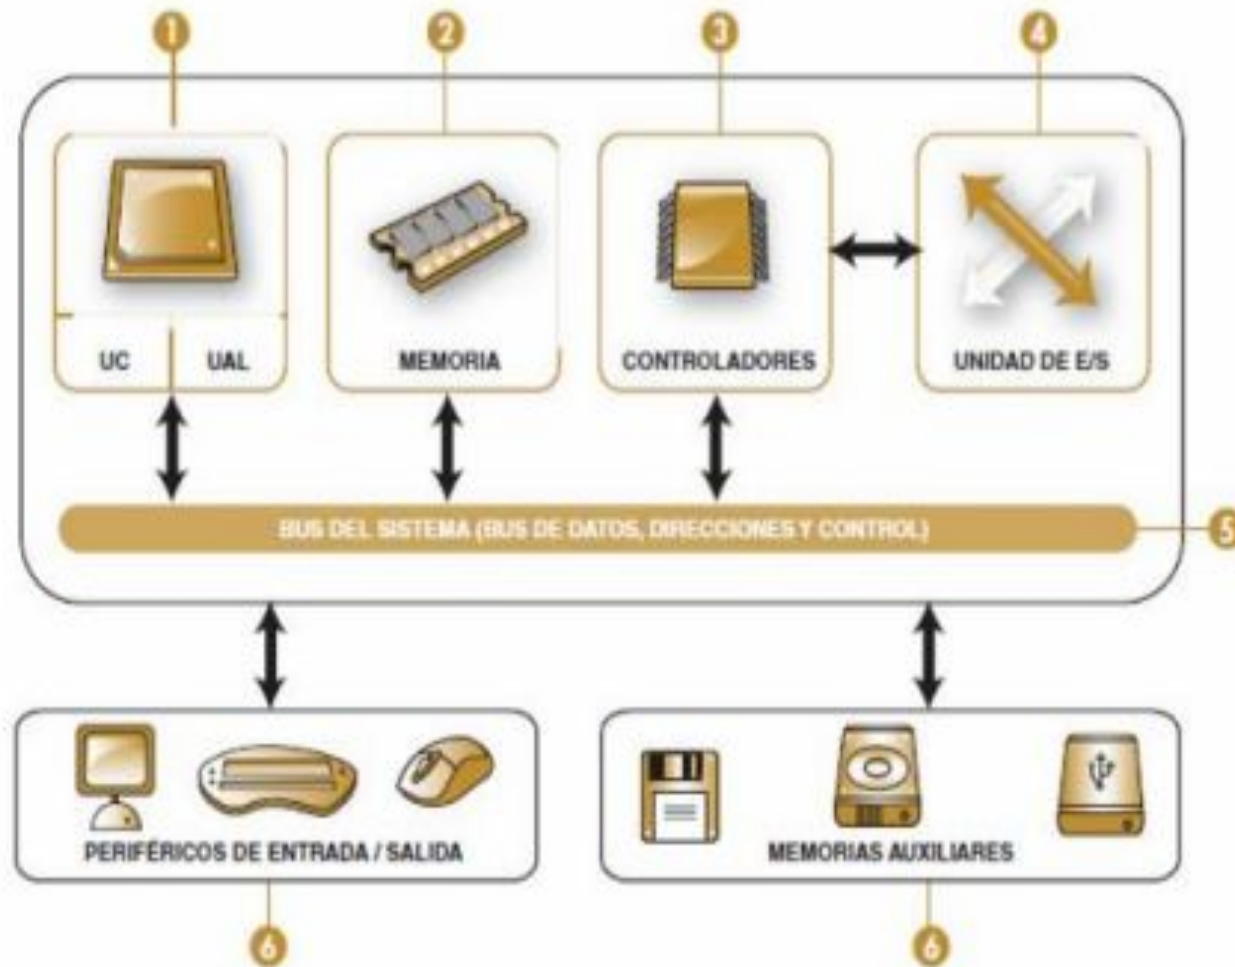 1
2
3
4
UC
UAL
MEMORIA
CONTROLADORES
UNIDAD DE E/S
BUS DEL SISTEMA (BUS DE DATOS, DIRECCIONES Y CONTROL)
5
PERIFÉRICOS DE ENTRADA / SALIDA
MEMORIAS AUXILIARES
6
6